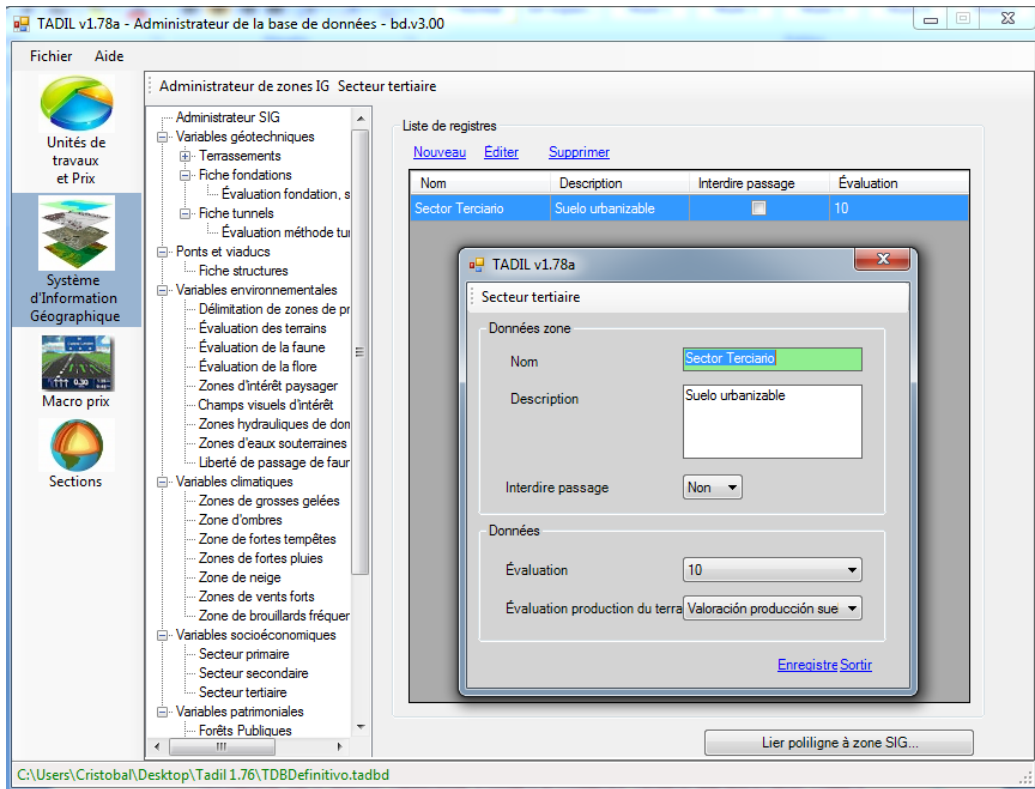 TADIL v1.78a - Administrateur de la base de données - bd.v3.00
Fichier Aide
Unités de
travaux
et Prix
Système
d'Information
Géographique
Macro prix
Sections
Administrateur de zones IG Secteur tertiaire
Administrateur SIG
Variables géotechniques
Terrassements
Fiche fondations
Évaluation fondation, s
Fiche tunnels
Évaluation méthode tu
Ponts et viaducs
Fiche structures
Variables environnementales
Délimitation de zones de pr
Évaluation des terrains
Évaluation de la faune
Évaluation de la flore
Zones d'intérêt paysager
Champs visuels d'intérêt
Zones hydrauliques de don
Zones d'eaux souterraines
Liberté de passage de faur
Variables climatiques
Zones de grosses gelées
Zone d'ombres
Zone de fortes tempêtes
Zones de fortes pluies
Zone de neige
Zones de vents forts
Zone de brouillards fréquer
Variables socioéconomiques
Secteur primaire
Secteur secondaire
Secteur tertiaire
Variables patrimoniales
Forêts Publiques
Liste de registres
Nouveau Éditer Supprimer
Nom Description Interdire passage Évaluation
Sector Terciario Suelo urbanizable 10
TADIL v1.78a
Secteur tertiaire
Données zone
Nom Sector Terciario
Description Suelo urbanizable
Interdire passage Non
Données
Évaluation 10
Évaluation production du terra Valoración producción sue
Enregistre Sortir
Lier poliligne à zone SIG...
C:\Users\Cristobal\Desktop\Tadil 1.76\TDBDefinitivo.tadbd